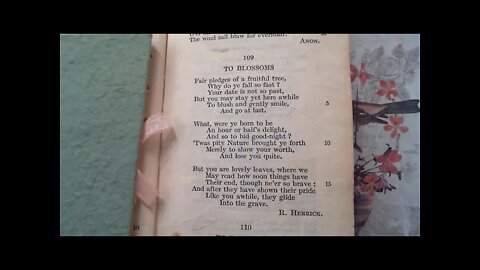 The wind sall blaw for evermair.
ANON.
109
TO BLOSSOMS
Fair pledges of a fruitful tree,
Why do ye fall so fast ?
Your date is not so past,
But you may stay yet here awhile
To blush and gently smile, 5
And go at last.
What, were ye born to be
An hour or half's delight,
And so to bid good-night ?
'Twas pity Nature brought ye forth 10
Merely to show your worth,
And lose you quite.
But you are lovely leaves, where we
May read how soon things have
Their end, though ne'er so brave : 15
And after they have shown their pride
Like you awhile, they glide
Into the grave.
R. HERRICK.
110